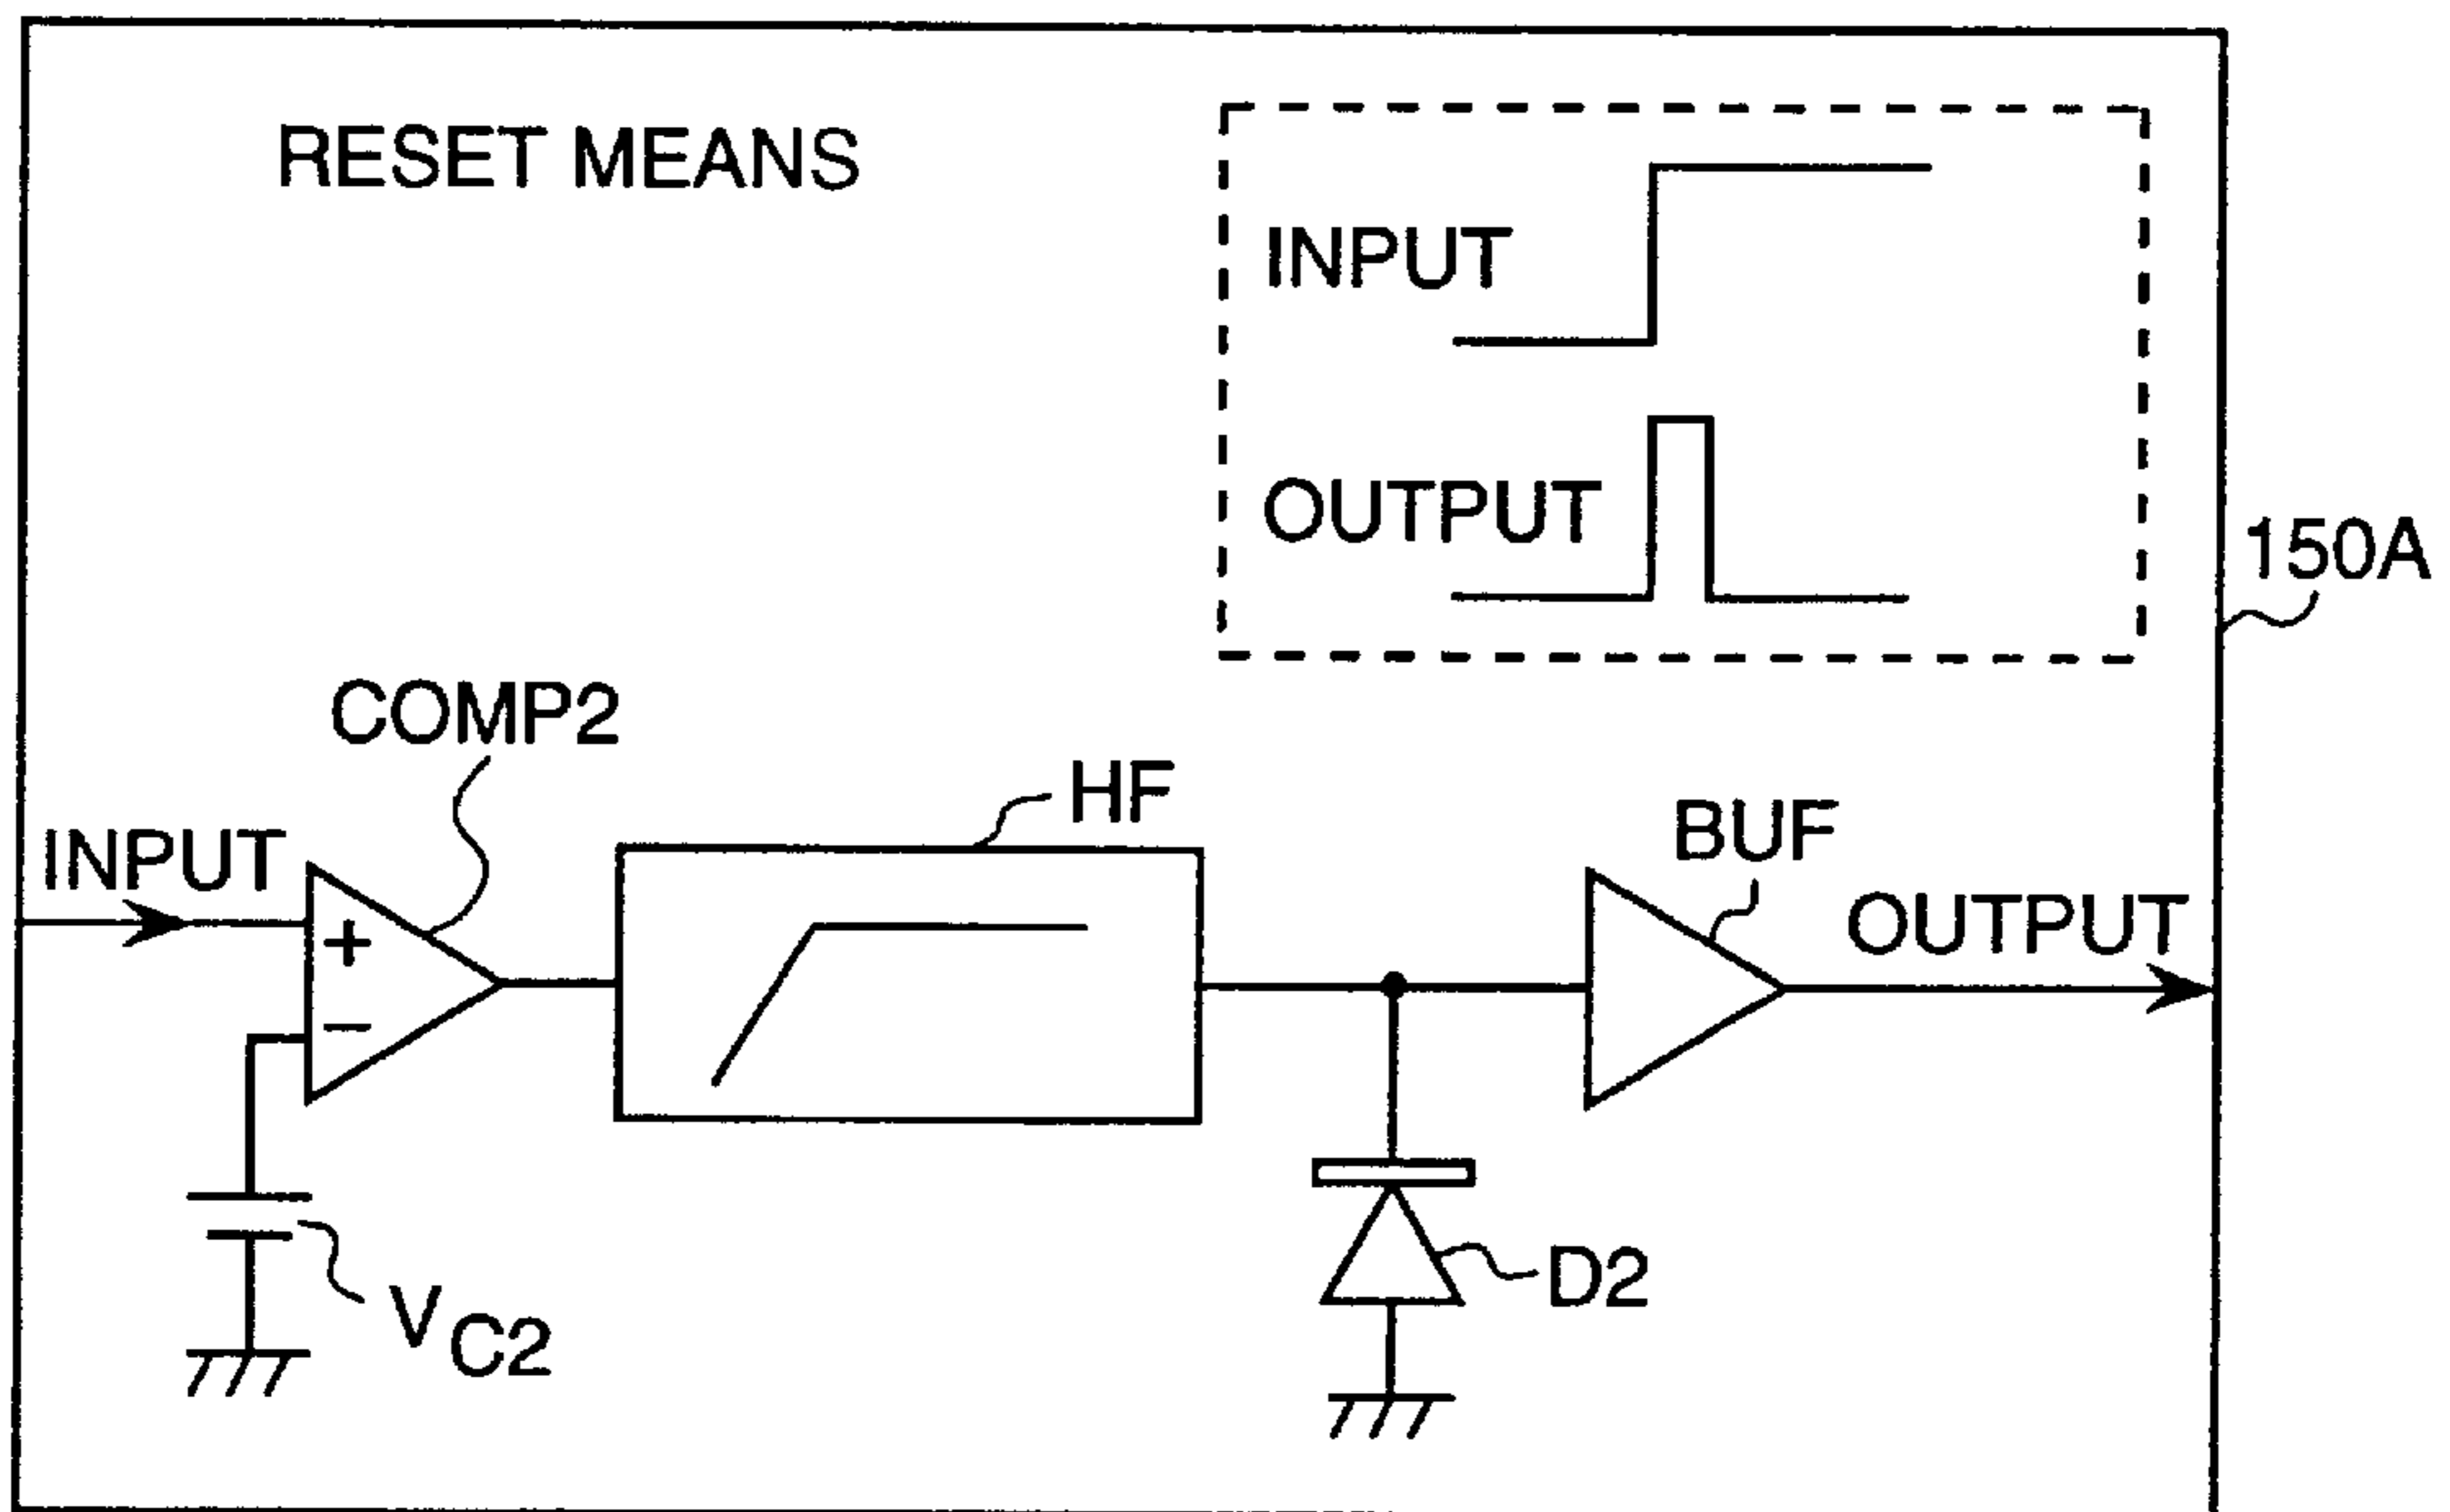 RESET MEANS
INPUT
OUTPUT
150A
COMP2
HF
BUF
INPUT
OUTPUT
+
−
VC2
D2